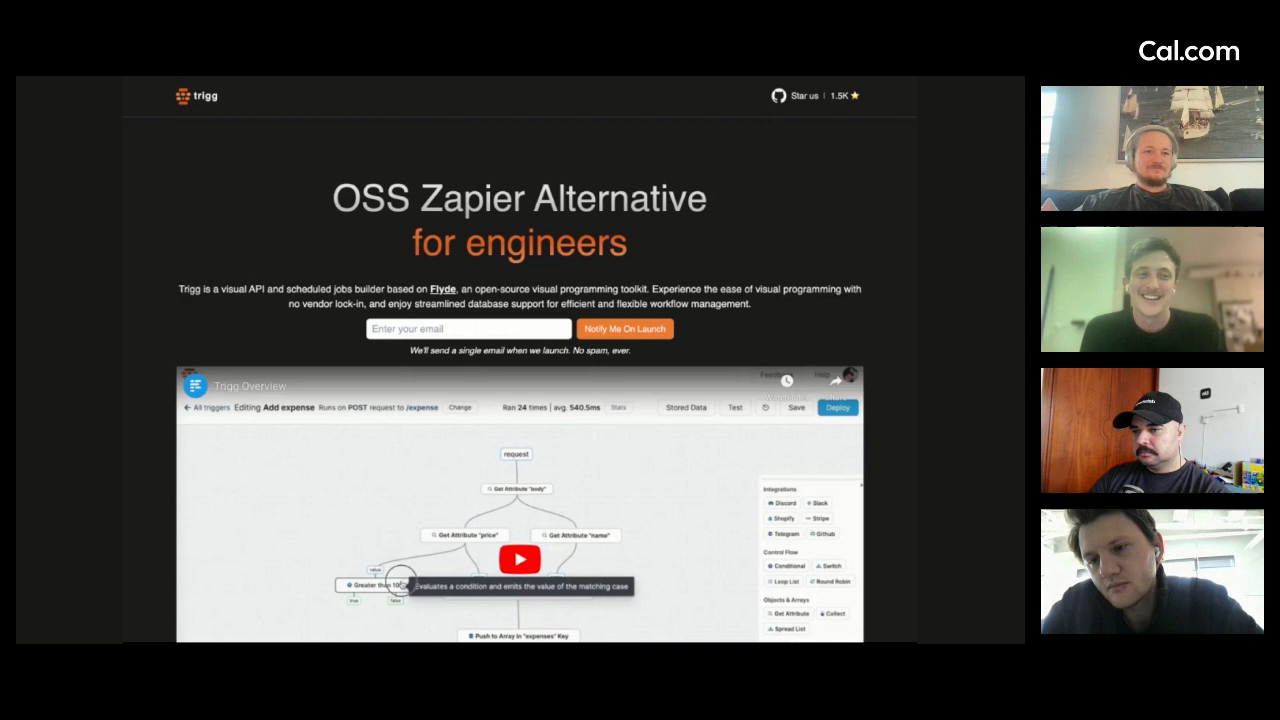 Cal.com
trigg
Star us | 1.5K
OSS Zapier Alternative
for engineers
Trigg is a visual API and scheduled jobs builder based on Flyde, an open-source visual programming toolkit. Experience the ease of visual programming with
no vendor lock-in, and enjoy streamlined database support for efficient and flexible workflow management.
Enter your email
Notify Me On Launch
We'll send a single email when we launch. No spam, ever.
Trigg Overview
Help
All triggers Editing Add expense Runs on POST request to /expense Change Ran 24 times | avg. 540.5ms Stats Stored Data Test Save Deploy
request
Get Attribute "body"
Get Attribute "price"
Get Attribute "name"
value
Greater than
Evaluates a condition and emits the value of the matching case
true
false
Push to Array in "expenses" Key
Integrations
Discord Slack
Shopify Stripe
Telegram Github
Control Flow
Conditional Switch
Loop List Round Robin
Objects & Arrays
Get Attribute Collect
Spread List